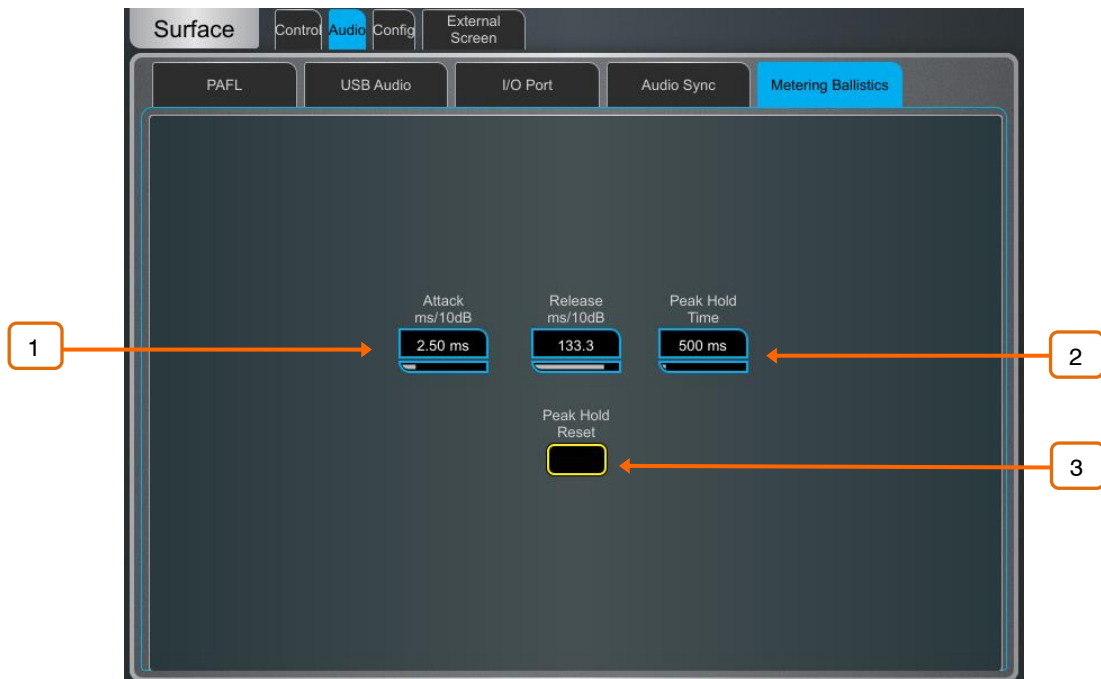 Surface
Control
Audio
Config
External
Screen
PAFL
USB Audio
I/O Port
Audio Sync
Metering Ballistics
Attack
ms/10dB
Release
ms/10dB
Peak Hold
Time
1
2.50 ms
133.3
500 ms
2
Peak Hold
Reset
3